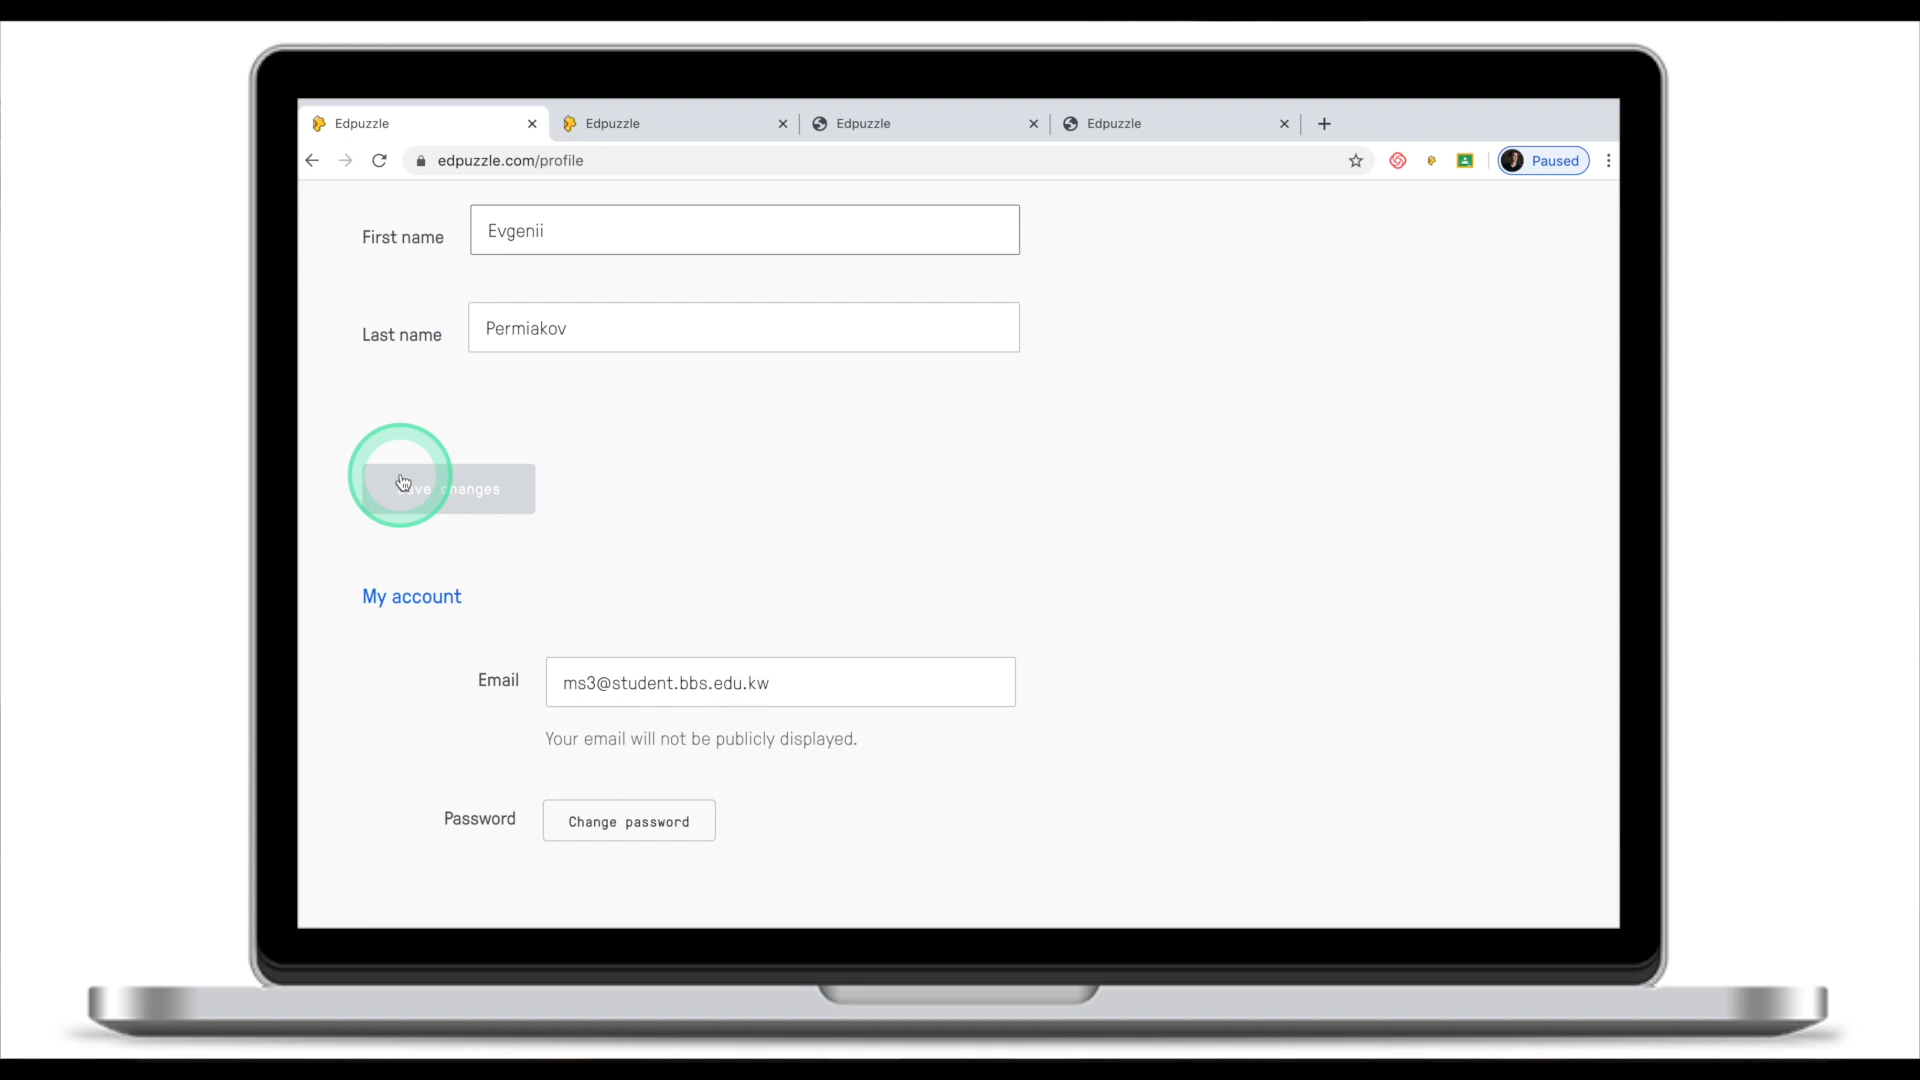 Edpuzzle
Edpuzzle
Edpuzzle
Edpuzzle
edpuzzle.com/profile
Paused
First name
Evgenii
Last name
Permiakov
Save changes
My account
Email
ms3@student.bbs.edu.kw
Your email will not be publicly displayed.
Password
Change password